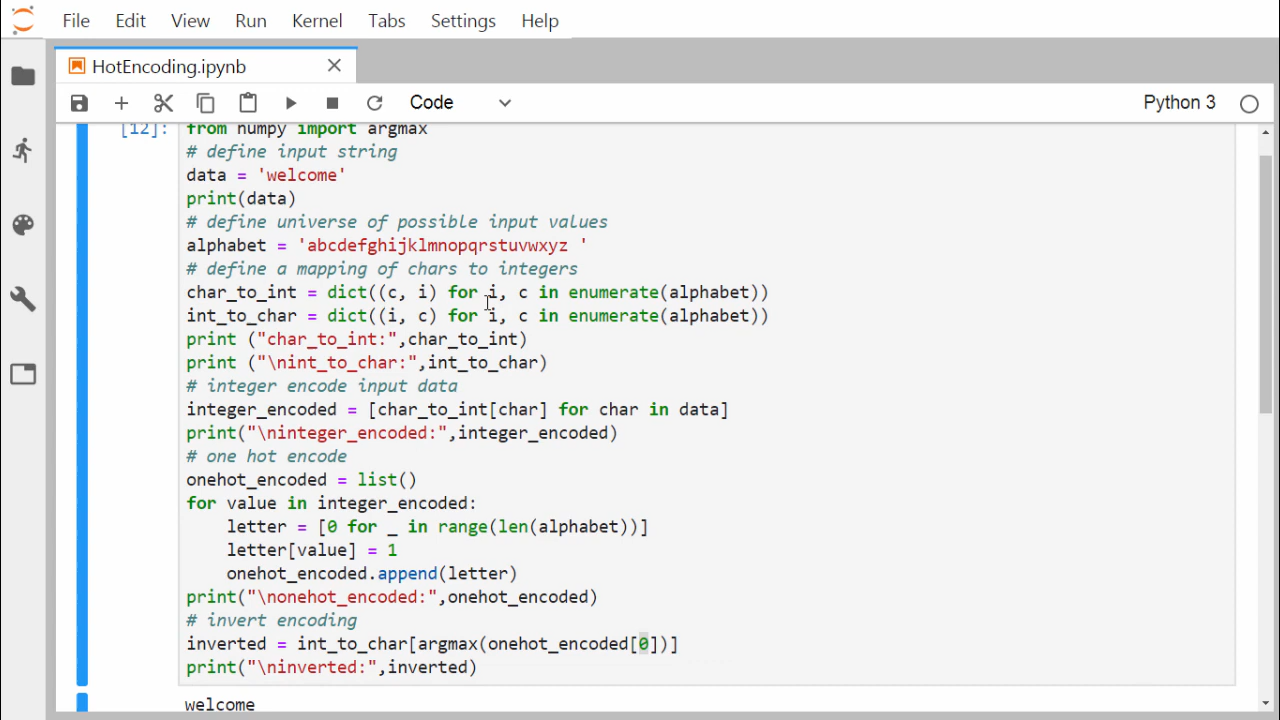 File Edit View Run Kernel Tabs Settings Help
HotEncoding.ipynb
Code Python 3
[12]: from numpy import argmax
# define input string
data = 'welcome'
print(data)
# define universe of possible input values
alphabet = 'abcdefghijklmnopqrstuvwxyz '
# define a mapping of chars to integers
char_to_int = dict((c, i) for i, c in enumerate(alphabet))
int_to_char = dict((i, c) for i, c in enumerate(alphabet))
print ("char_to_int:",char_to_int)
print ("\nint_to_char:",int_to_char)
# integer encode input data
integer_encoded = [char_to_int[char] for char in data]
print("\ninteger_encoded:",integer_encoded)
# one hot encode
onehot_encoded = list()
for value in integer_encoded:
    letter = [0 for _ in range(len(alphabet))]
    letter[value] = 1
    onehot_encoded.append(letter)
print("\nonehot_encoded:",onehot_encoded)
# invert encoding
inverted = int_to_char[argmax(onehot_encoded[0])]
print("\ninverted:",inverted)
welcome